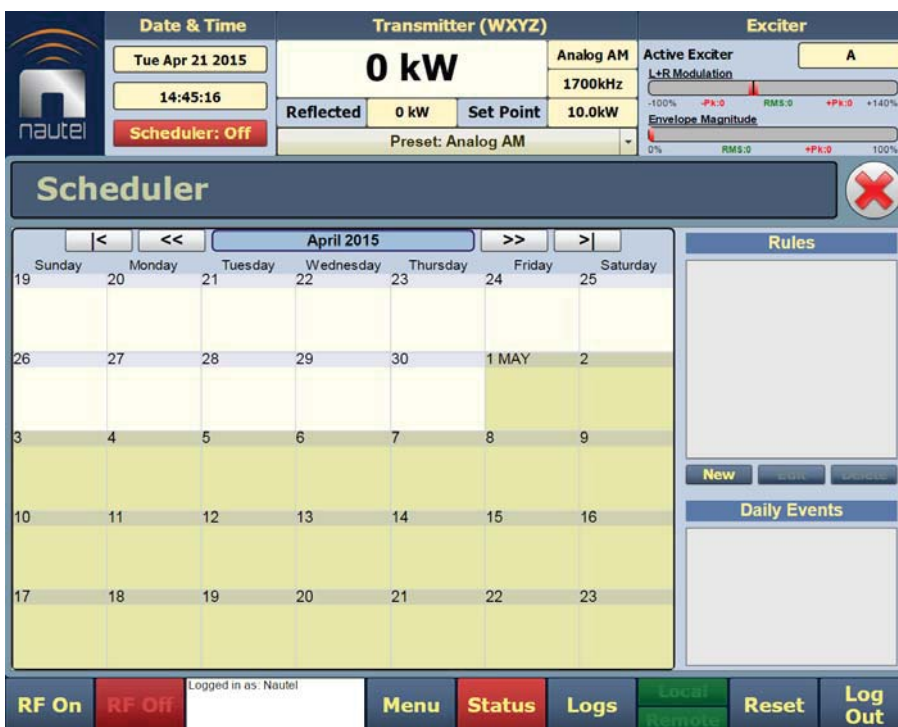 nautel
Date & Time
Tue Apr 21 2015
14:45:16
Scheduler: Off
Transmitter (WXYZ)
0 kW
Analog AM
1700kHz
Reflected 0 kW Set Point 10.0kW
Preset: Analog AM
Exciter
Active Exciter A
L+R Modulation
-100% -Pk:0 RMS:0 +Pk:0 +140%
Envelope Magnitude
0% RMS:0 +Pk:0 100%
Scheduler
|< << April 2015 >> >|
Sunday Monday Tuesday Wednesday Thursday Friday Saturday
19 20 21 22 23 24 25
26 27 28 29 30 1 MAY 2
3 4 5 6 7 8 9
10 11 12 13 14 15 16
17 18 19 20 21 22 23
Rules
New Edit Delete
Daily Events
RF On RF Off
Logged in as: Nautel
Menu Status Logs
Local
Remote
Reset
Log
Out